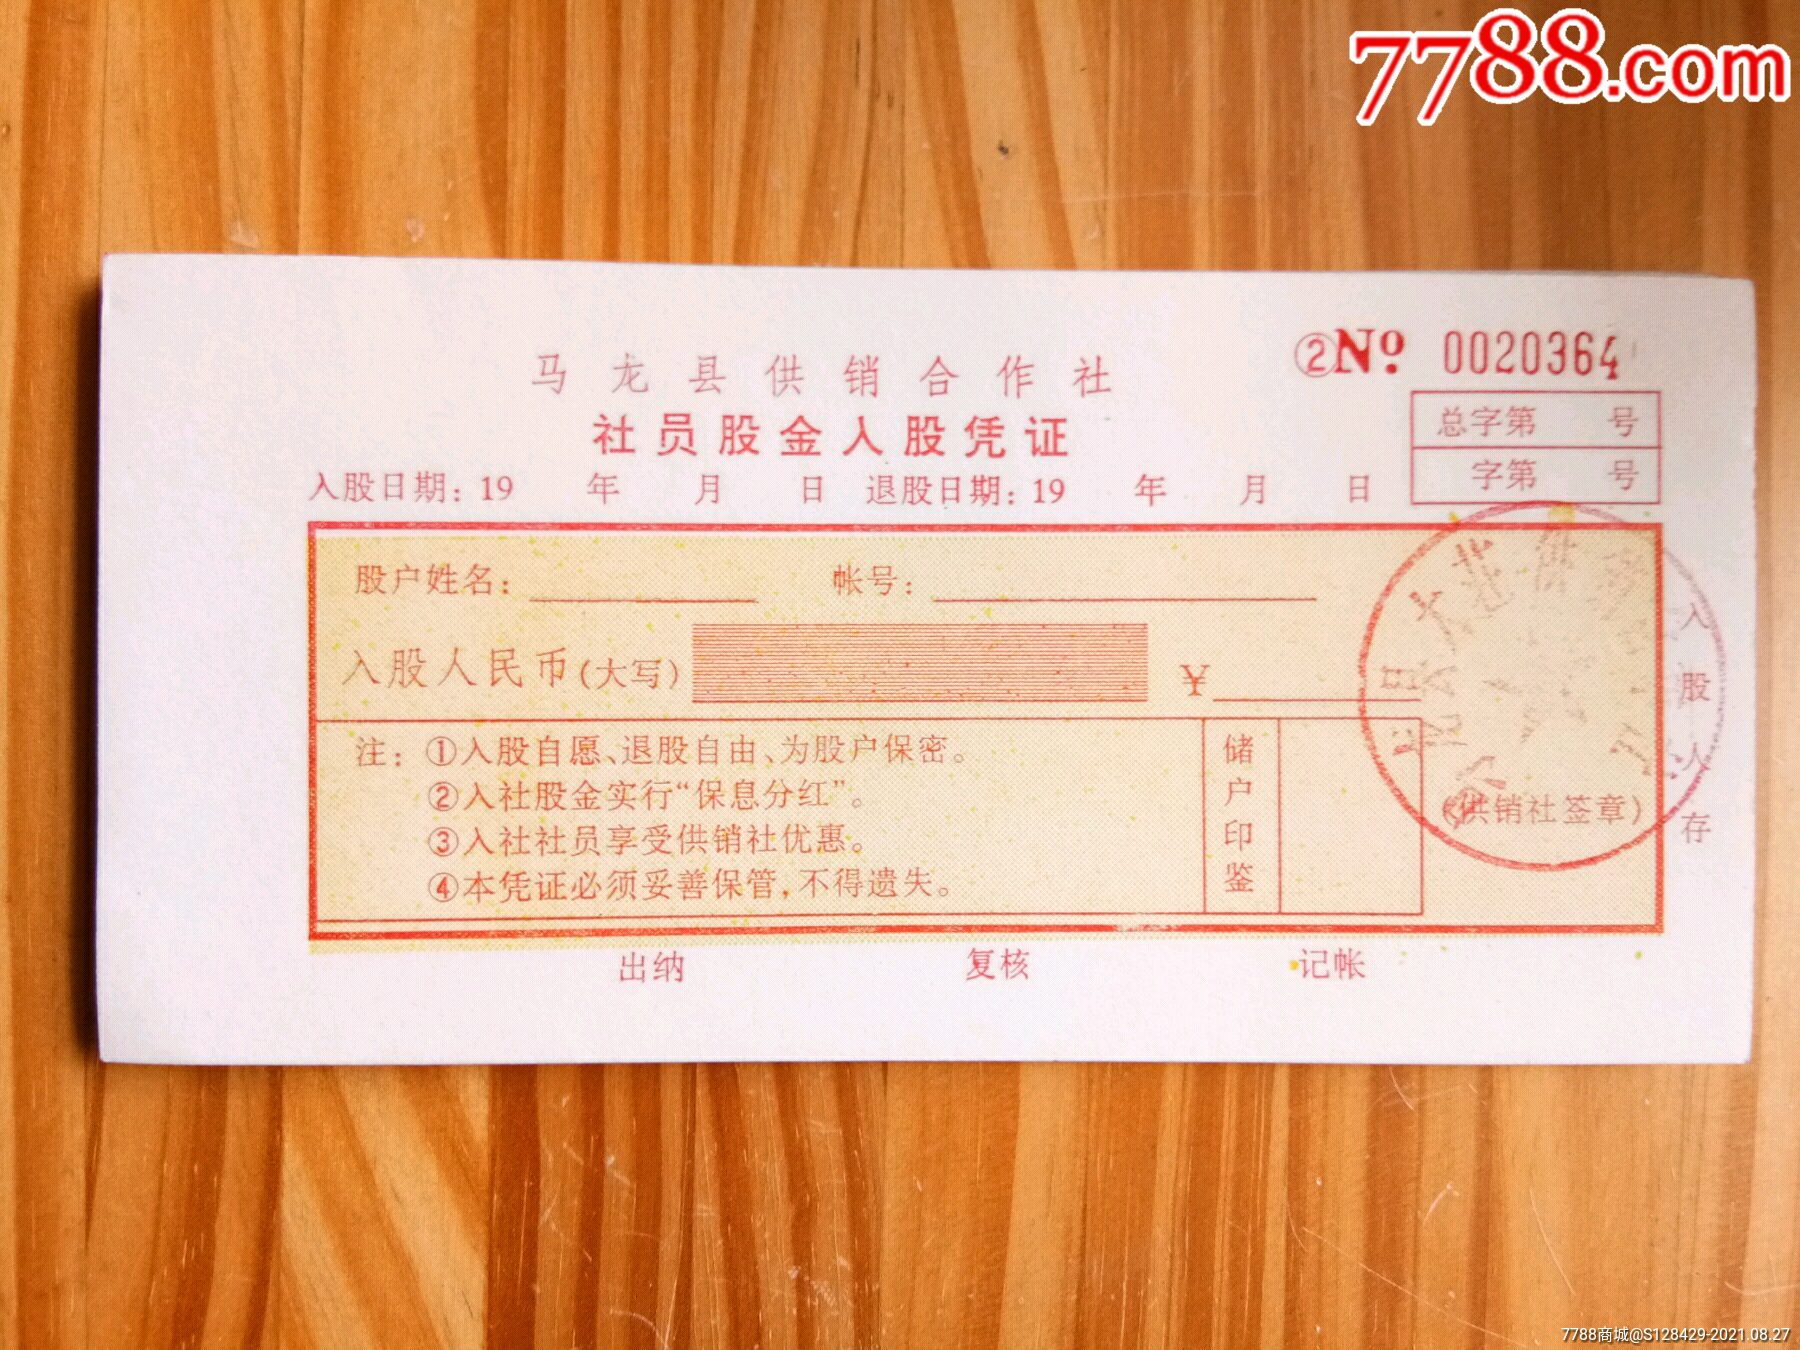 7788.com
②Nº 0020364
马龙县供销合作社
社员股金入股凭证
总字第 号
字第 号
入股日期：19 年 月 日 退股日期：19 年 月 日
股户姓名： 帐号：
入股人民币(大写) ¥
注：①入股自愿、退股自由、为股户保密。
②入社股金实行“保息分红”。
③入社社员享受供销社优惠。
④本凭证必须妥善保管，不得遗失。
储户印鉴
(供销社签章)
入股人存
出纳 复核 记帐
7788商城@S128429-2021.08.27